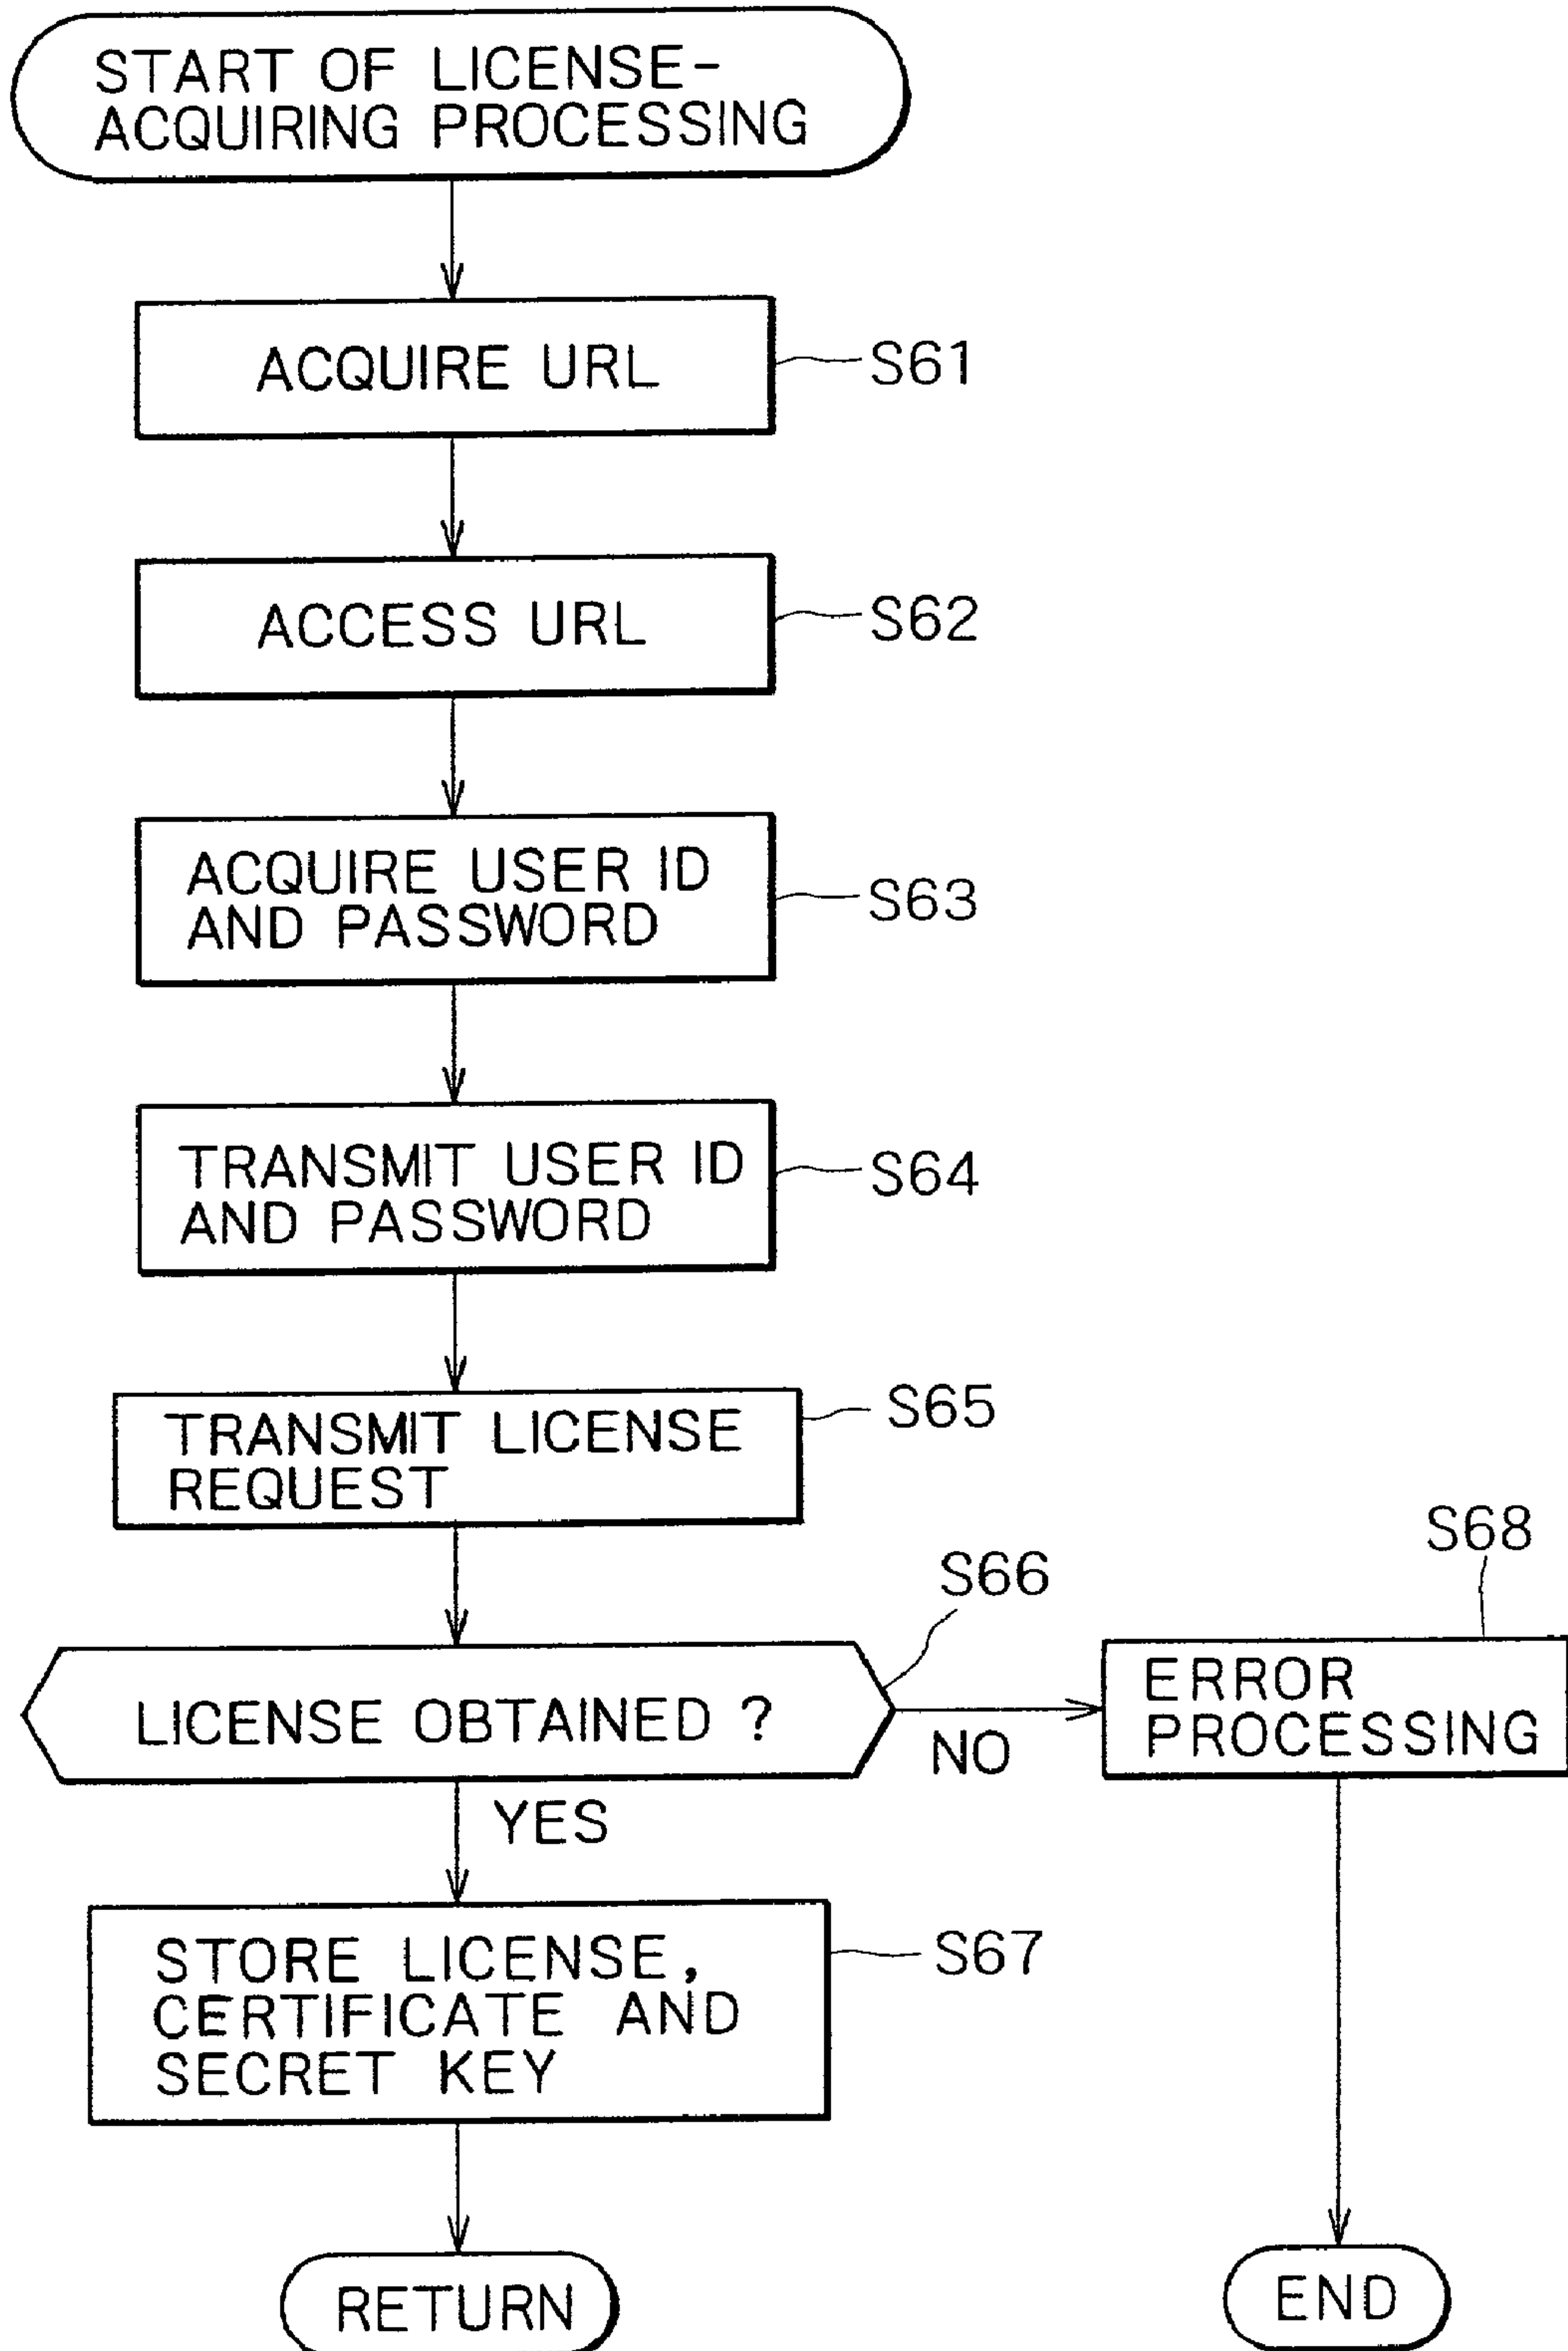 START OF LICENSE-
ACQUIRING PROCESSING
ACQUIRE URL
S61
ACCESS URL
S62
ACQUIRE USER ID
AND PASSWORD
S63
TRANSMIT USER ID
AND PASSWORD
S64
TRANSMIT LICENSE
REQUEST
S65
LICENSE OBTAINED ?
S66
NO
S68
ERROR
PROCESSING
YES
STORE LICENSE,
CERTIFICATE AND
SECRET KEY
S67
RETURN
END